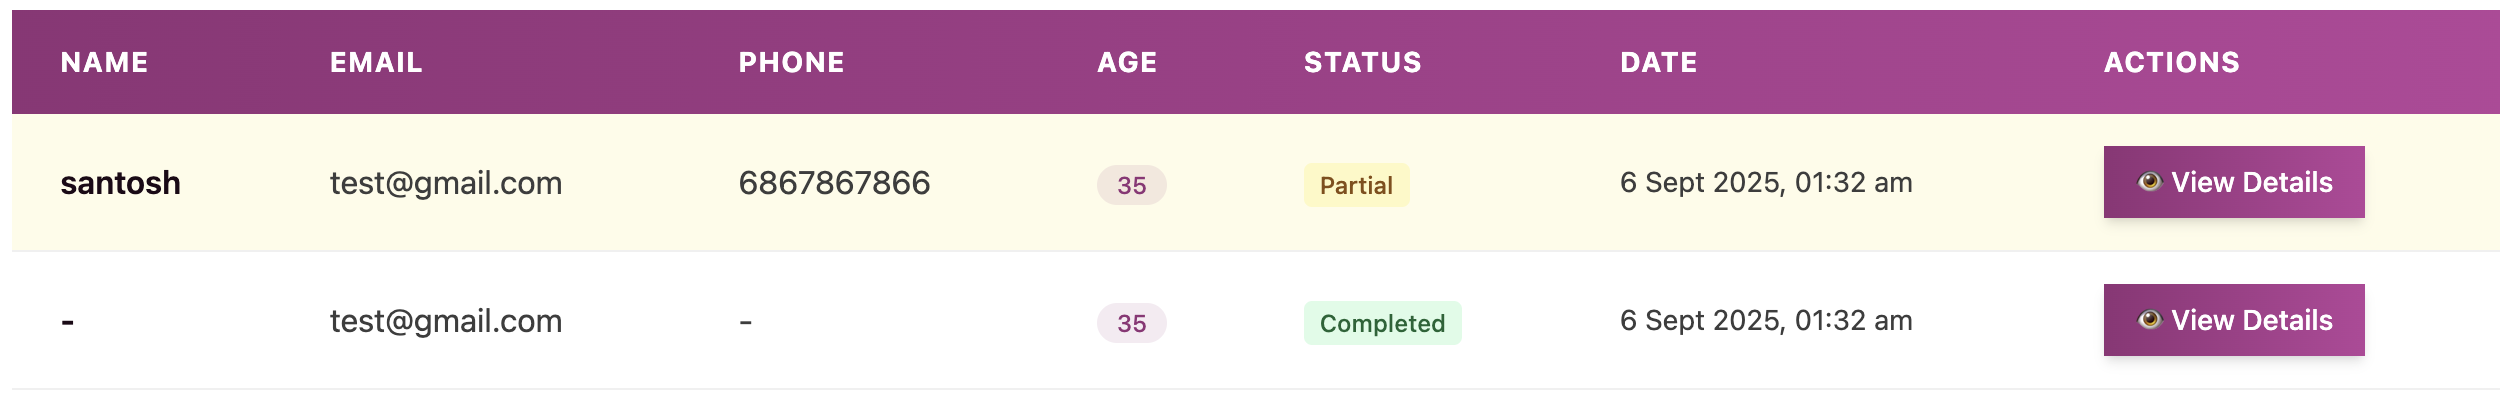 NAME EMAIL PHONE AGE STATUS DATE ACTIONS
santosh test@gmail.com 6867867866 35 Partial 6 Sept 2025, 01:32 am 👁️ View Details
- test@gmail.com - 35 Completed 6 Sept 2025, 01:32 am 👁️ View Details